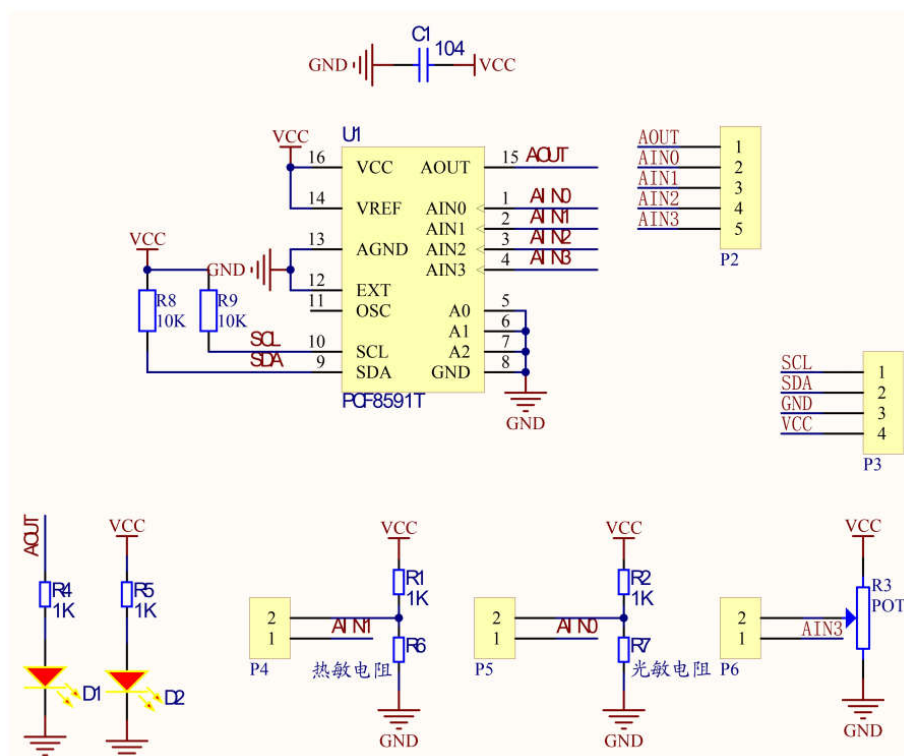 C1
104
GND
VCC
VCC
U1
16
VCC
14
VREF
13
AGND
GND
12
EXT
11
OSC
10
SCL
9
SDA
PCF8591T
AOUT
15
AOUT
AIN0
1
AIN0
AIN1
2
AIN1
AIN2
3
AIN2
AIN3
4
AIN3
A0
5
A1
6
A2
7
GND
8
GND
VCC
R8
10K
R9
10K
SCL
SDA
AOUT
1
AIN0
2
AIN1
3
AIN2
4
AIN3
5
P2
SCL
1
SDA
2
GND
3
VCC
4
P3
AOUT
R4
1K
D1
VCC
R5
1K
D2
VCC
R1
1K
2
1
AIN1
P4
R6
热敏电阻
GND
VCC
R2
1K
2
1
AIN0
P5
R7
光敏电阻
GND
VCC
R3
POT
2
1
AIN3
P6
GND